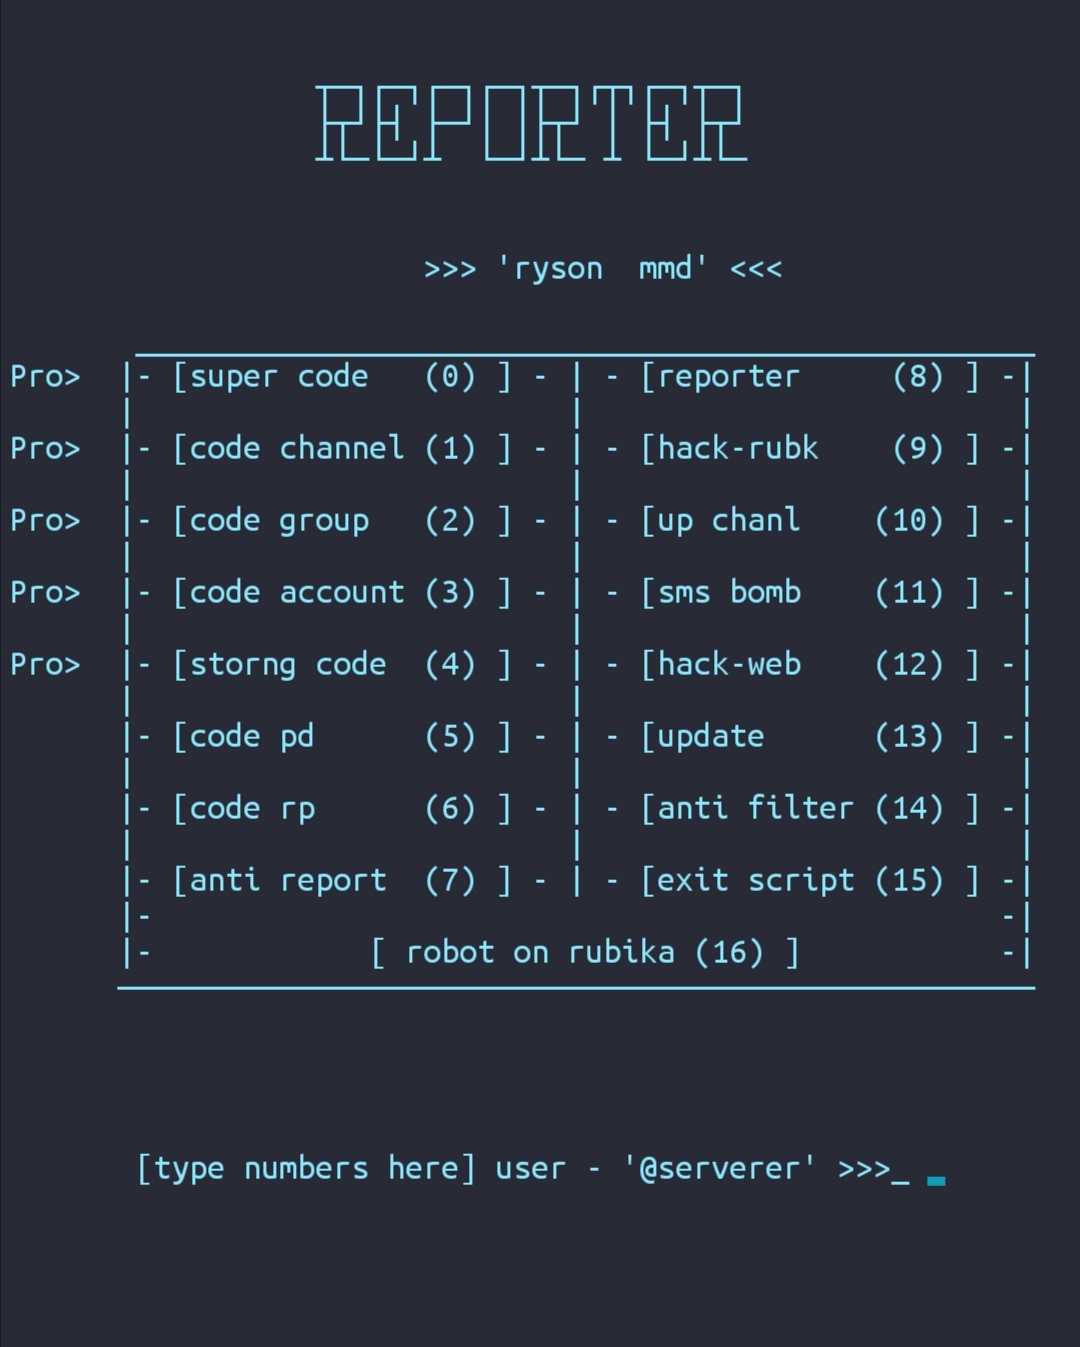 REPORTER
>>> 'ryson  mmd' <<<
Pro> |- [super code   (0) ] - | - [reporter     (8) ] -|
Pro> |- [code channel (1) ] - | - [hack-rubk    (9) ] -|
Pro> |- [code group   (2) ] - | - [up chanl    (10) ] -|
Pro> |- [code account (3) ] - | - [sms bomb    (11) ] -|
Pro> |- [storng code  (4) ] - | - [hack-web    (12) ] -|
|- [code pd      (5) ] - | - [update      (13) ] -|
|- [code rp      (6) ] - | - [anti filter (14) ] -|
|- [anti report  (7) ] - | - [exit script (15) ] -|
|-                                                -|
|-            [ robot on rubika (16) ]            -|
[type numbers here] user - '@serverer' >>>_